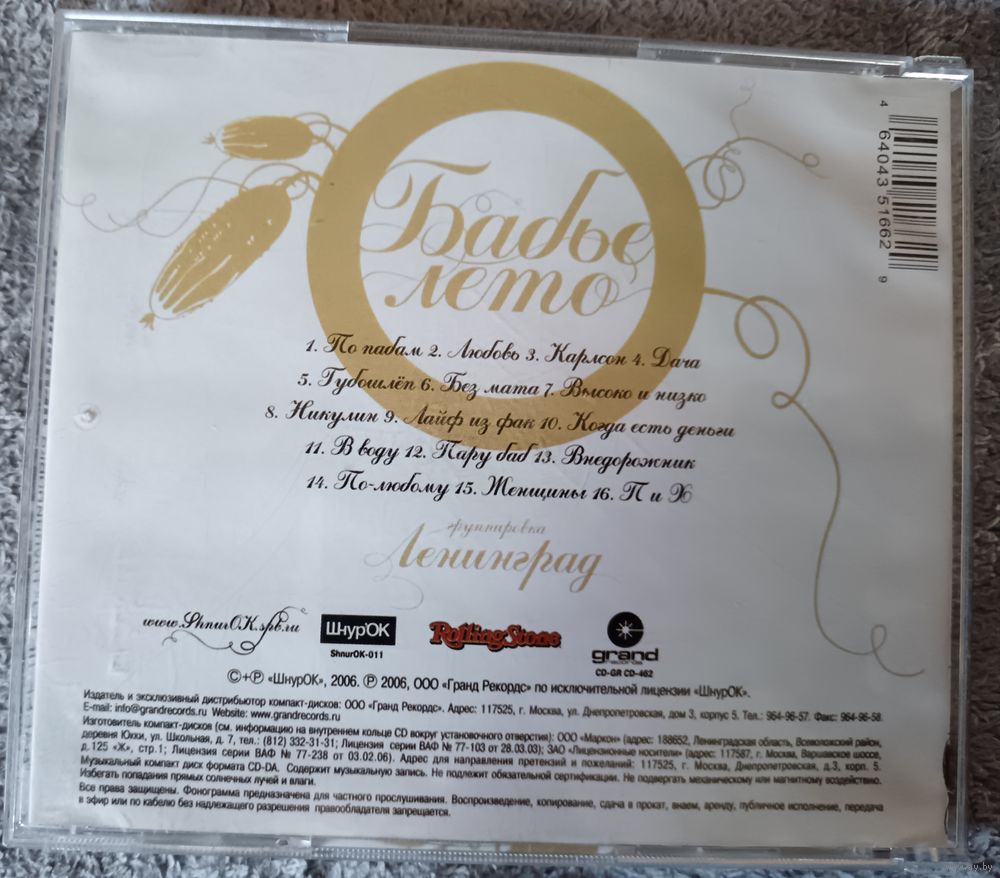 Бабье
лето
1. По бабам 2. Любовь 3. Карлсон 4. Дача
5. Губошлёп 6. Без мата 7. Высоко и низко
8. Никулин 9. Лайф из фак 10. Когда есть деньги
11. В воду 12. Пару баб 13. Внедорожник
14. По-любому 15. Женщины 16. П и Х
группировка
Ленинград
www.ShnurOK.spb.ru
Шнур'ОК
ShnurOK-011
Rolling Stone
grand
records
CD-GR CD-462
©+℗ «ШнурОК», 2006. ℗ 2006, ООО «Гранд Рекордс» по исключительной лицензии «ШнурОК».
Издатель и эксклюзивный дистрибьютор компакт-дисков: ООО «Гранд Рекордс». Адрес: 117525, г. Москва, ул. Днепропетровская, дом 3, корпус 5. Тел.: 964-96-57. Факс: 964-96-58.
E-mail: info@grandrecords.ru Website: www.grandrecords.ru
Изготовитель компакт-дисков (см. информацию на внутреннем кольце CD вокруг установочного отверстия): ООО «Маркон» (адрес: 188652, Ленинградская область, Всеволожский район,
деревня Юкки, ул. Школьная, д. 7, тел.: (812) 332-31-31; Лицензия серии ВАФ № 77-103 от 28.03.03); ЗАО «Лицензионные носители» (адрес: 117587, г. Москва, Варшавское шоссе,
д. 125 «Ж», стр.1; Лицензия серии ВАФ № 77-238 от 03.02.06). Адрес для направления претензий и пожеланий: 117525, г. Москва, Днепропетровская, д.3, корп. 5.
Музыкальный компакт диск формата CD-DA. Содержит музыкальную запись. Не подлежит обязательной сертификации. Не подвергать механическому или магнитному воздействию.
Избегать попадания прямых солнечных лучей и влаги.
Все права защищены. Фонограмма предназначена для частного прослушивания. Воспроизведение, копирование, сдача в прокат, внаем, аренду, публичное исполнение, передача
в эфир или по кабелю без надлежащего разрешения правообладателя запрещается.
4 64043 51662 9